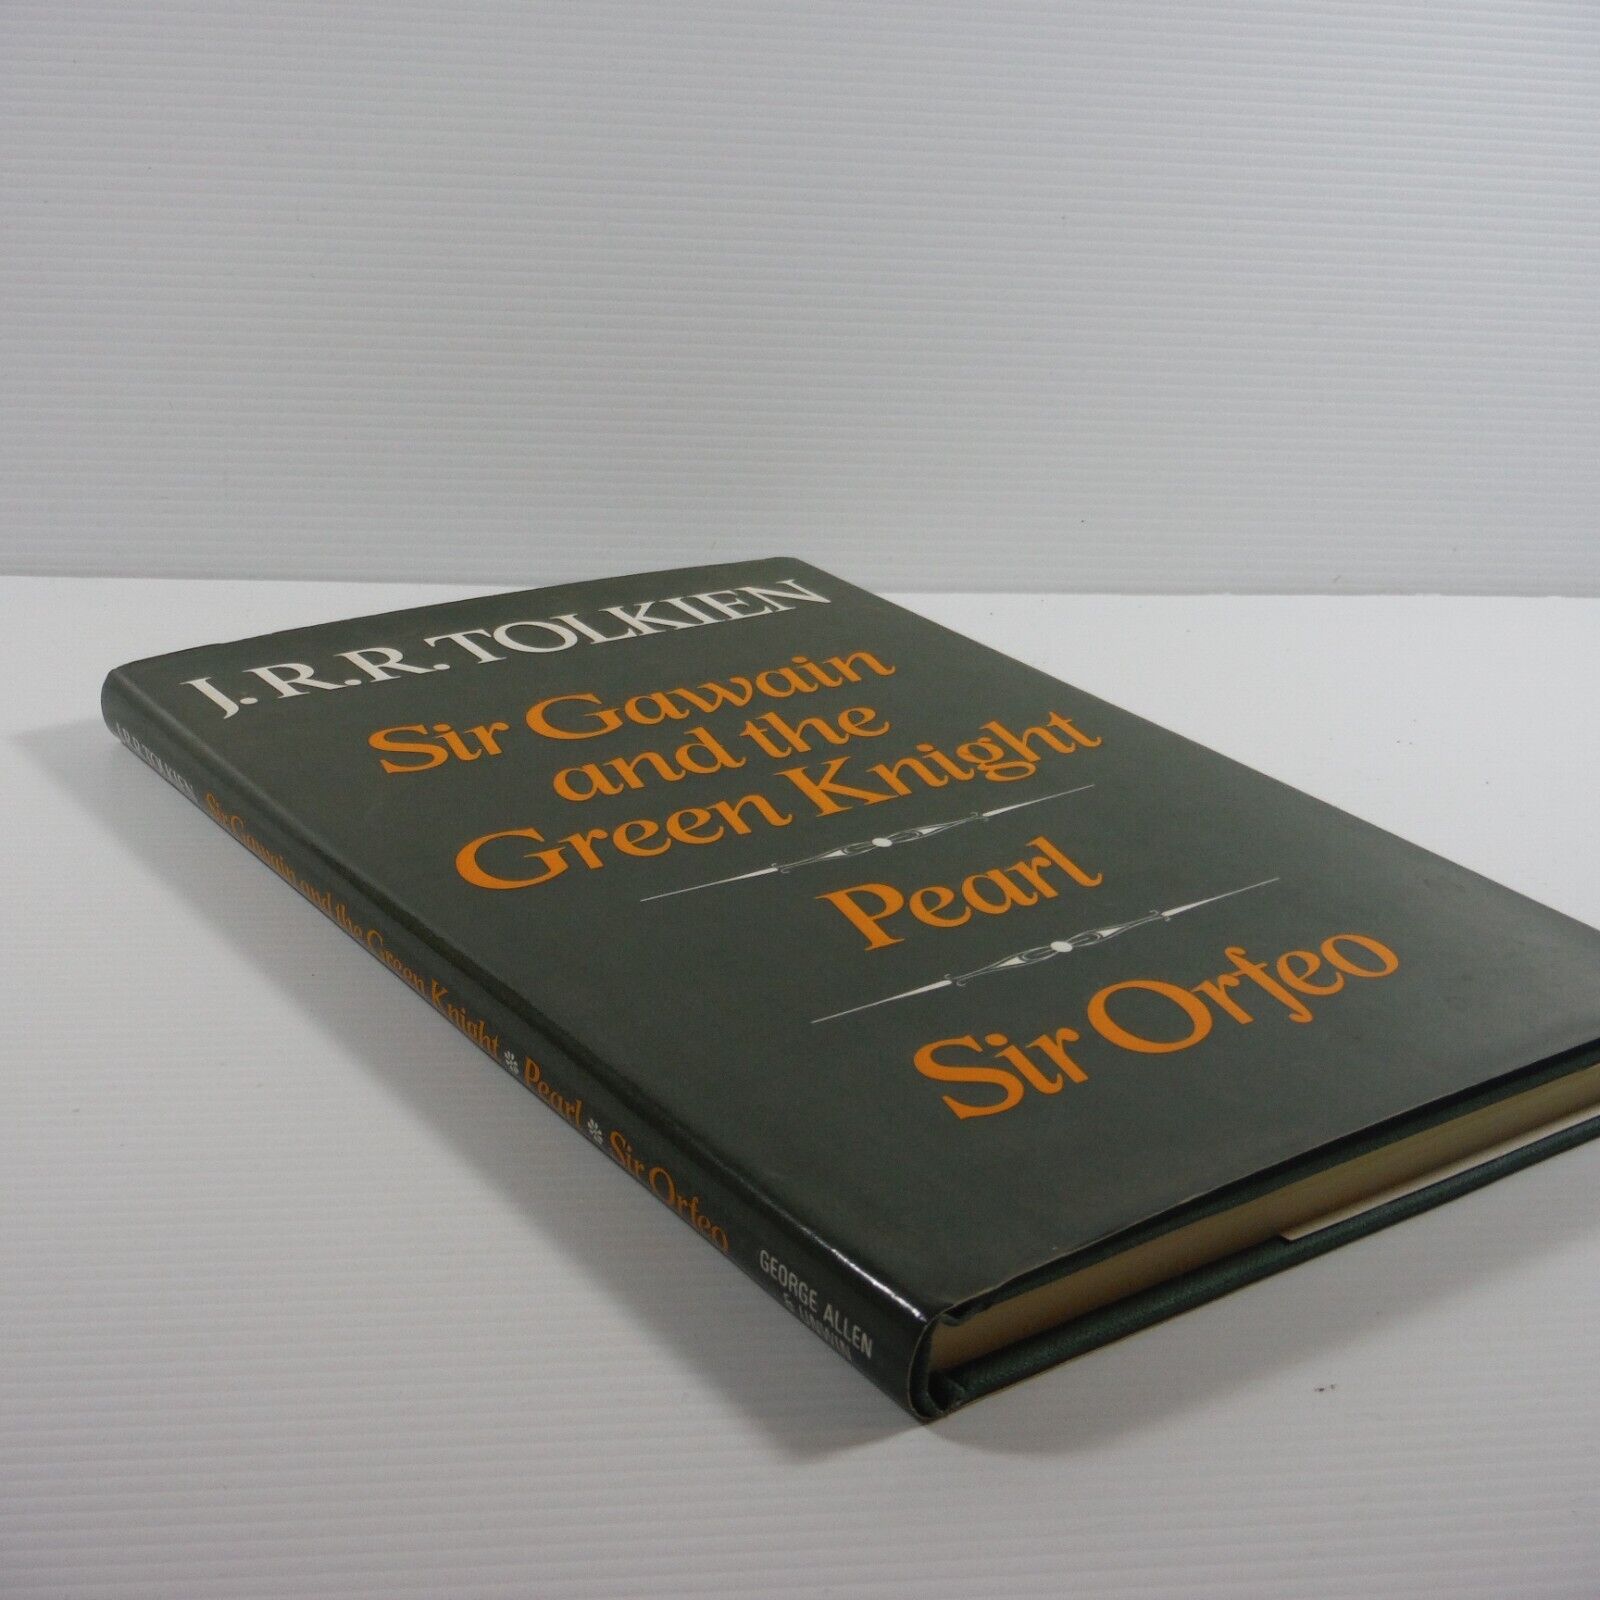 J. R. R. TOLKIEN
Sir Gawain
and the
Green Knight
Pearl
Sir Orfeo
J. R. R. TOLKIEN Sir Gawain and the Green Knight * Pearl * Sir Orfeo
GEORGE ALLEN
& UNWIN